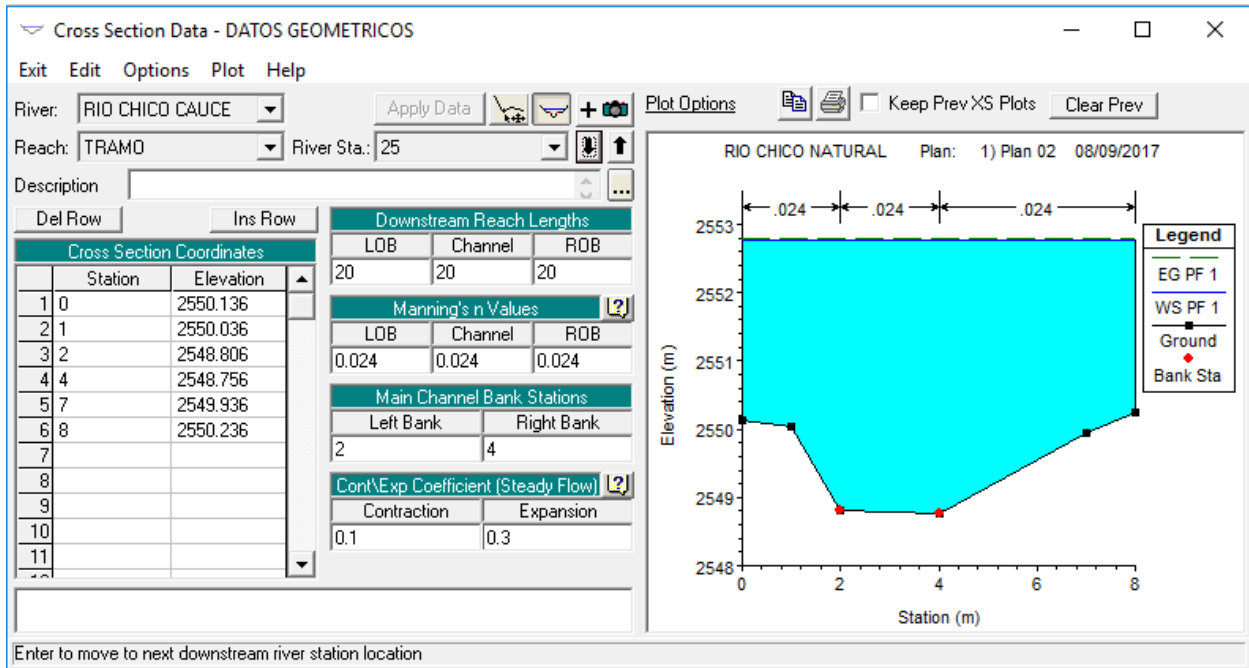 Cross Section Data - DATOS GEOMETRICOS
Exit Edit Options Plot Help
River: RIO CHICO CAUCE
Apply Data
+
Plot Options
Keep Prev XS Plots
Clear Prev
Reach: TRAMO
River Sta.: 25
Description
...
Del Row
Ins Row
Cross Section Coordinates
Station Elevation
1 0 2550.136
2 1 2550.036
3 2 2548.806
4 4 2548.756
5 7 2549.936
6 8 2550.236
7
8
9
10
11
Downstream Reach Lengths
LOB Channel ROB
20 20 20
Manning's n Values
LOB Channel ROB
0.024 0.024 0.024
Main Channel Bank Stations
Left Bank Right Bank
2 4
Cont\Exp Coefficient (Steady Flow)
Contraction Expansion
0.1 0.3
RIO CHICO NATURAL Plan: 1) Plan 02 08/09/2017
.024 .024 .024
2553
2552
2551
2550
2549
2548
Elevation (m)
0 2 4 6 8
Station (m)
Legend
EG PF 1
WS PF 1
Ground
Bank Sta
Enter to move to next downstream river station location